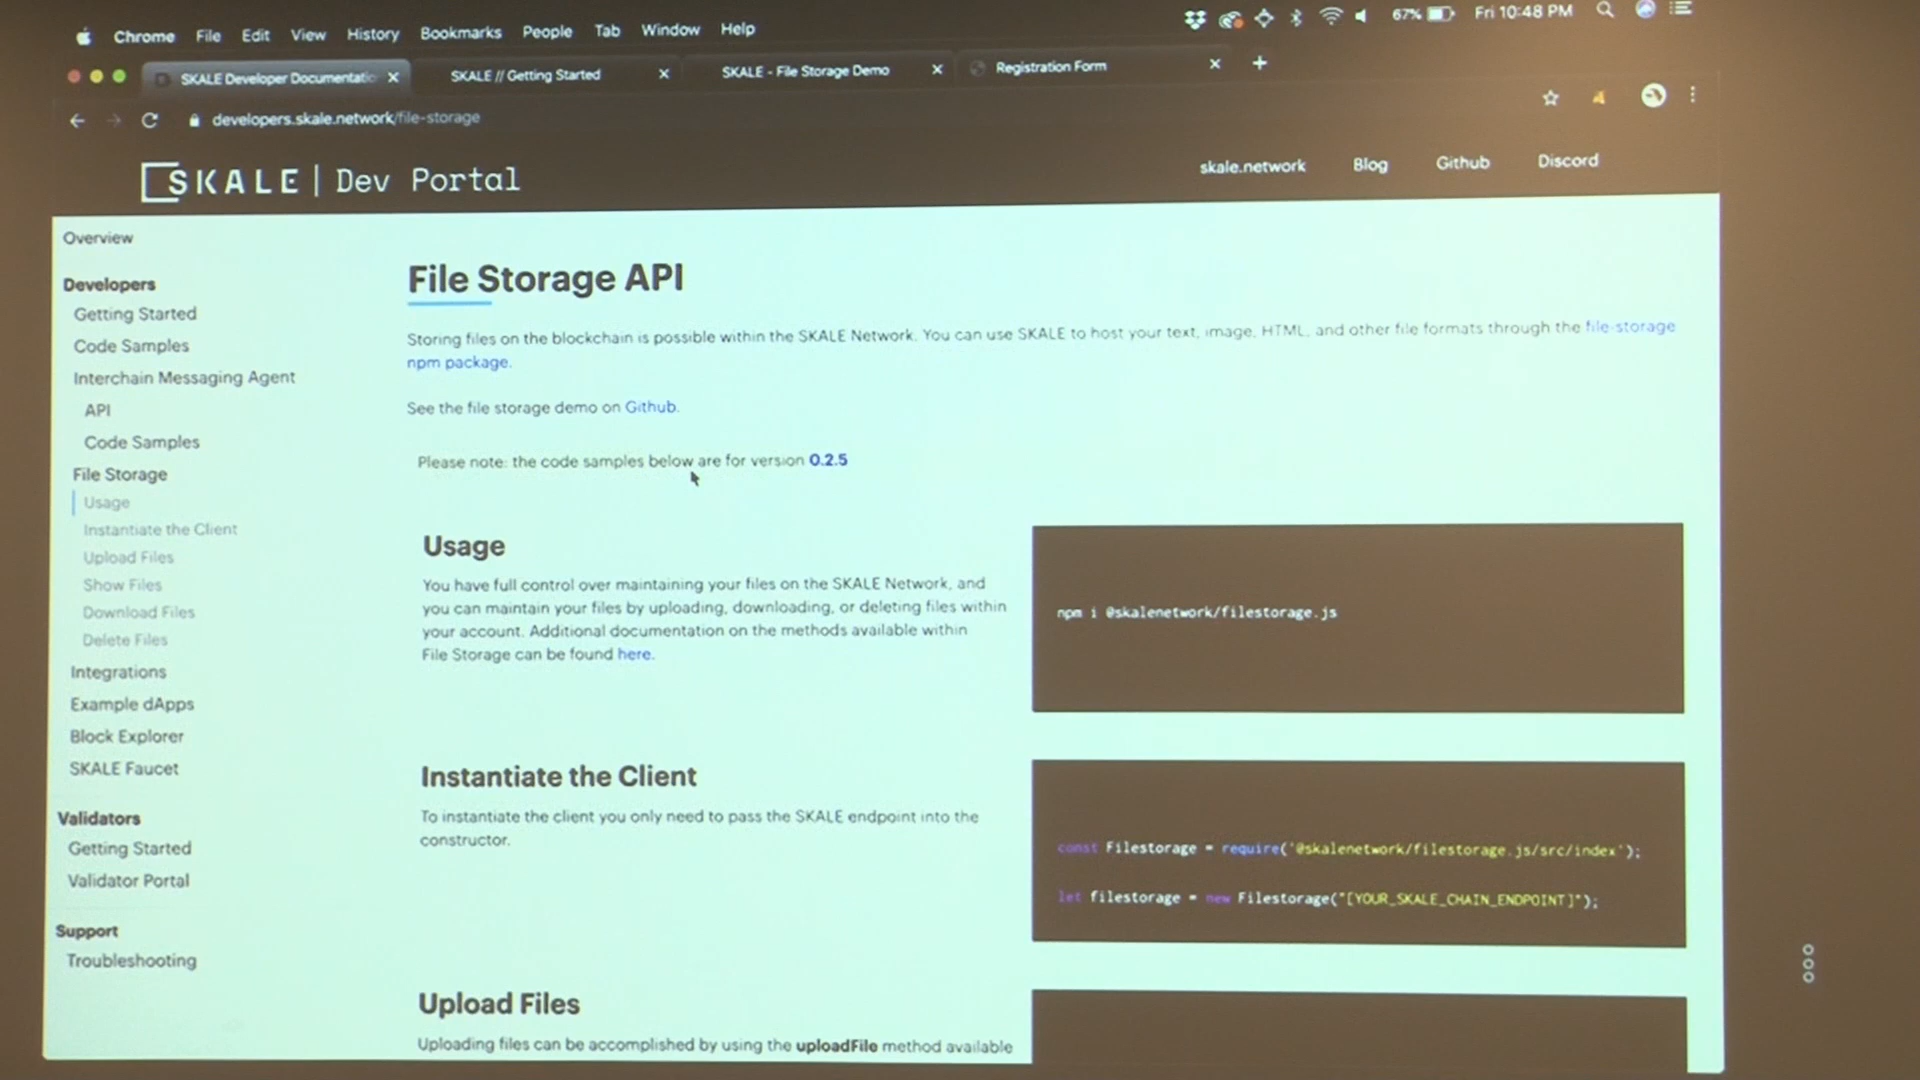 Chrome File Edit View History Bookmarks People Tab Window Help 67% Fri 10:48 PM
SKALE Developer Documentatio SKALE // Getting Started SKALE - File Storage Demo Registration Form
developers.skale.network/file-storage
SKALE | Dev Portal
skale.network Blog Github Discord
Overview
Developers
Getting Started
Code Samples
Interchain Messaging Agent
API
Code Samples
File Storage
Usage
Instantiate the Client
Upload Files
Show Files
Download Files
Delete Files
Integrations
Example dApps
Block Explorer
SKALE Faucet
Validators
Getting Started
Validator Portal
Support
Troubleshooting
File Storage API
Storing files on the blockchain is possible within the SKALE Network. You can use SKALE to host your text, image, HTML, and other file formats through the file-storage
npm package.
See the file storage demo on Github.
Please note: the code samples below are for version 0.2.5
Usage
You have full control over maintaining your files on the SKALE Network, and
you can maintain your files by uploading, downloading, or deleting files within
your account. Additional documentation on the methods available within
File Storage can be found here.
npm i @skalenetwork/filestorage.js
Instantiate the Client
To instantiate the client you only need to pass the SKALE endpoint into the
constructor.
const Filestorage = require('@skalenetwork/filestorage.js/src/index');
let filestorage = new Filestorage("[YOUR_SKALE_CHAIN_ENDPOINT]");
Upload Files
Uploading files can be accomplished by using the uploadFile method available